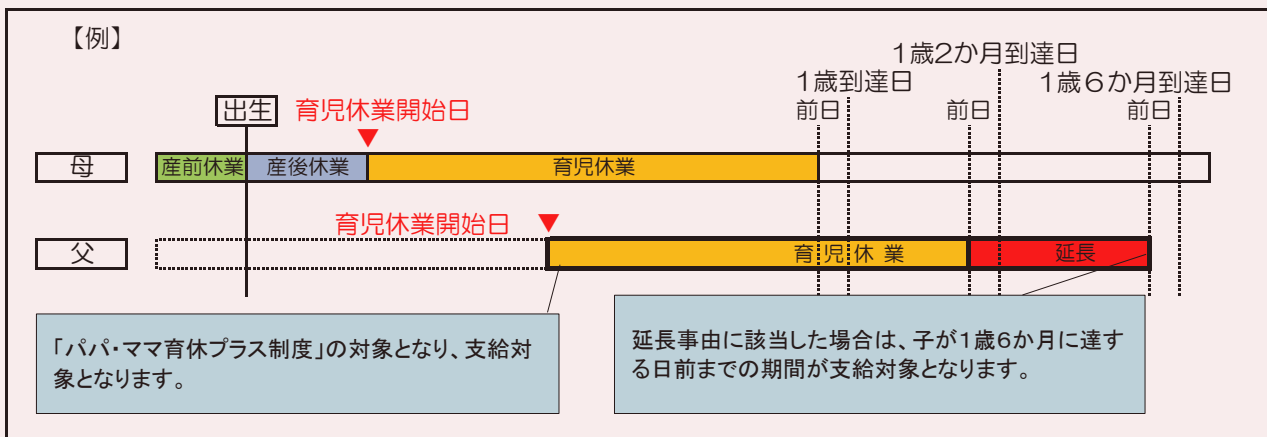 【例】
1歳2か月到達日
1歳到達日
1歳6か月到達日
出生
育児休業開始日
前日
前日
前日
母
産前休業
産後休業
育児休業
育児休業開始日
父
育児休業
延長
「パパ・ママ育休プラス制度」の対象となり、支給対
象となります。
延長事由に該当した場合は、子が1歳6か月に達す
る日前までの期間が支給対象となります。